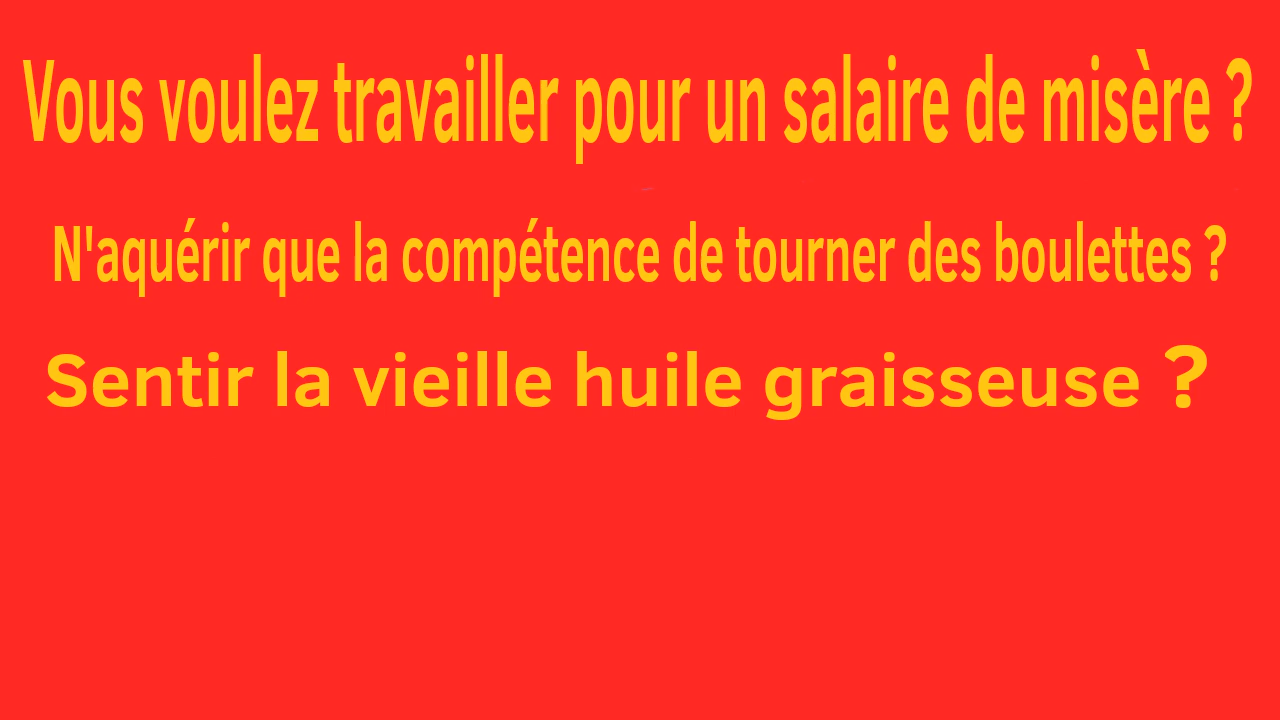 Vous voulez travailler pour un salaire de misère ?
N'aquérir que la compétence de tourner des boulettes ?
Sentir la vieille huile graisseuse ?